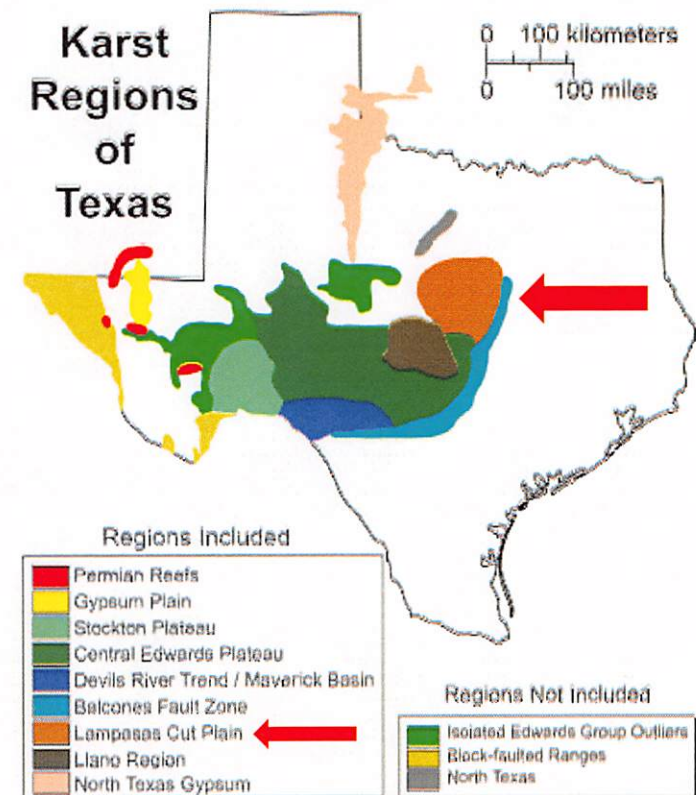 Karst
Regions
of
Texas
0 100 kilometers
0 100 miles
Regions Included
Permian Reefs
Gypsum Plain
Stockton Plateau
Central Edwards Plateau
Devils River Trend / Maverick Basin
Balcones Fault Zone
Lampasas Cut Plain
Llano Region
North Texas Gypsum
Regions Not Included
Isolated Edwards Group Outliers
Block-faulted Ranges
North Texas